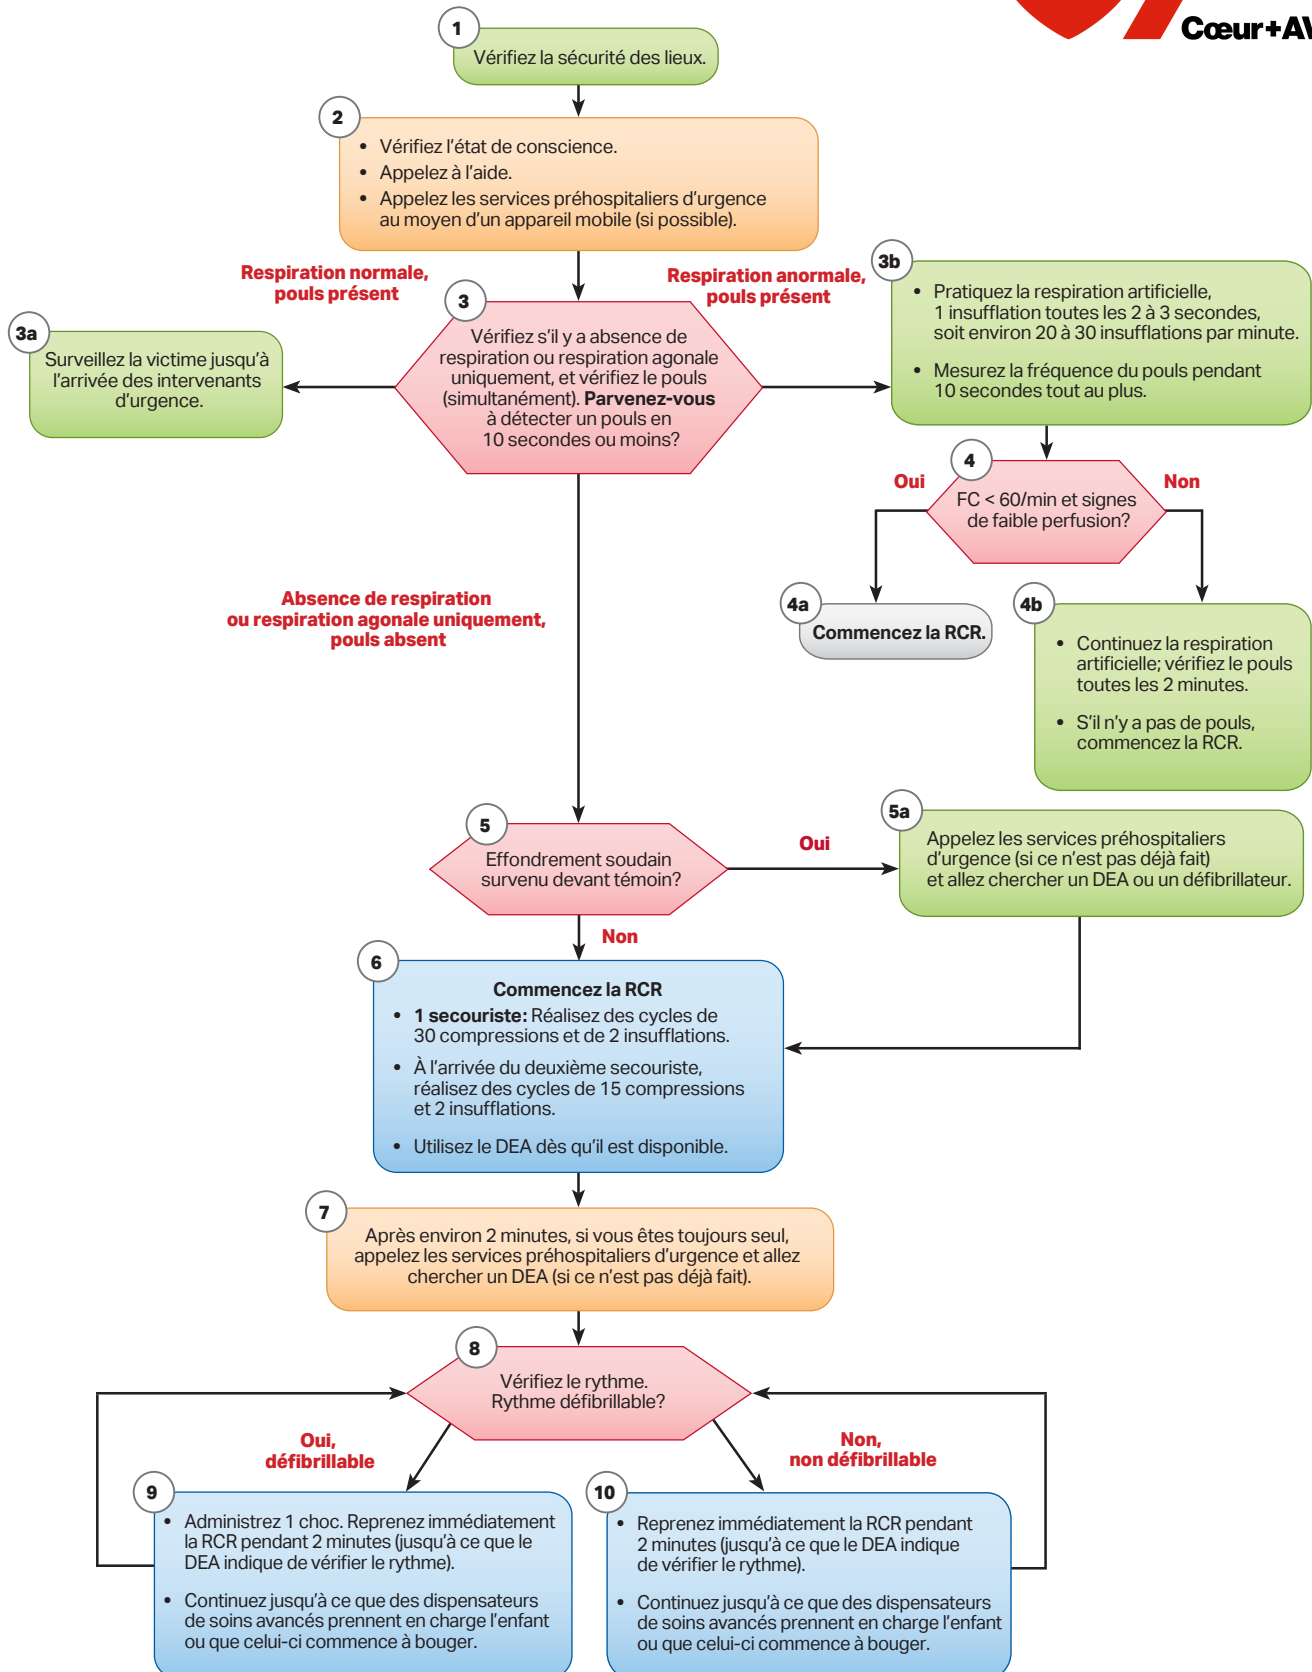 Cœur+AV
1
Vérifiez la sécurité des lieux.
2
• Vérifiez l'état de conscience.
• Appelez à l'aide.
• Appelez les services préhospitaliers d'urgence
au moyen d'un appareil mobile (si possible).
Respiration normale,
pouls présent
Respiration anormale,
pouls présent
3
Vérifiez s'il y a absence de
respiration ou respiration agonale
uniquement, et vérifiez le pouls
(simultanément). Parvenez-vous
à détecter un pouls en
10 secondes ou moins?
3a
Surveillez la victime jusqu'à
l'arrivée des intervenants
d'urgence.
3b
• Pratiquez la respiration artificielle,
1 insufflation toutes les 2 à 3 secondes,
soit environ 20 à 30 insufflations par minute.
• Mesurez la fréquence du pouls pendant
10 secondes tout au plus.
4
Oui
Non
FC < 60/min et signes
de faible perfusion?
4a
Commencez la RCR.
4b
• Continuez la respiration
artificielle; vérifiez le pouls
toutes les 2 minutes.
• S'il n'y a pas de pouls,
commencez la RCR.
Absence de respiration
ou respiration agonale uniquement,
pouls absent
5
Effondrement soudain
survenu devant témoin?
Oui
5a
Appelez les services préhospitaliers
d'urgence (si ce n'est pas déjà fait)
et allez chercher un DEA ou un défibrillateur.
Non
6
Commencez la RCR
• 1 secouriste: Réalisez des cycles de
30 compressions et de 2 insufflations.
• À l'arrivée du deuxième secouriste,
réalisez des cycles de 15 compressions
et 2 insufflations.
• Utilisez le DEA dès qu'il est disponible.
7
Après environ 2 minutes, si vous êtes toujours seul,
appelez les services préhospitaliers d'urgence et allez
chercher un DEA (si ce n'est pas déjà fait).
8
Vérifiez le rythme.
Rythme défibrillable?
Oui,
défibrillable
Non,
non défibrillable
9
• Administrez 1 choc. Reprenez immédiatement
la RCR pendant 2 minutes (jusqu'à ce que le
DEA indique de vérifier le rythme).
• Continuez jusqu'à ce que des dispensateurs
de soins avancés prennent en charge l'enfant
ou que celui-ci commence à bouger.
10
• Reprenez immédiatement la RCR pendant
2 minutes (jusqu'à ce que le DEA indique
de vérifier le rythme).
• Continuez jusqu'à ce que des dispensateurs
de soins avancés prennent en charge l'enfant
ou que celui-ci commence à bouger.